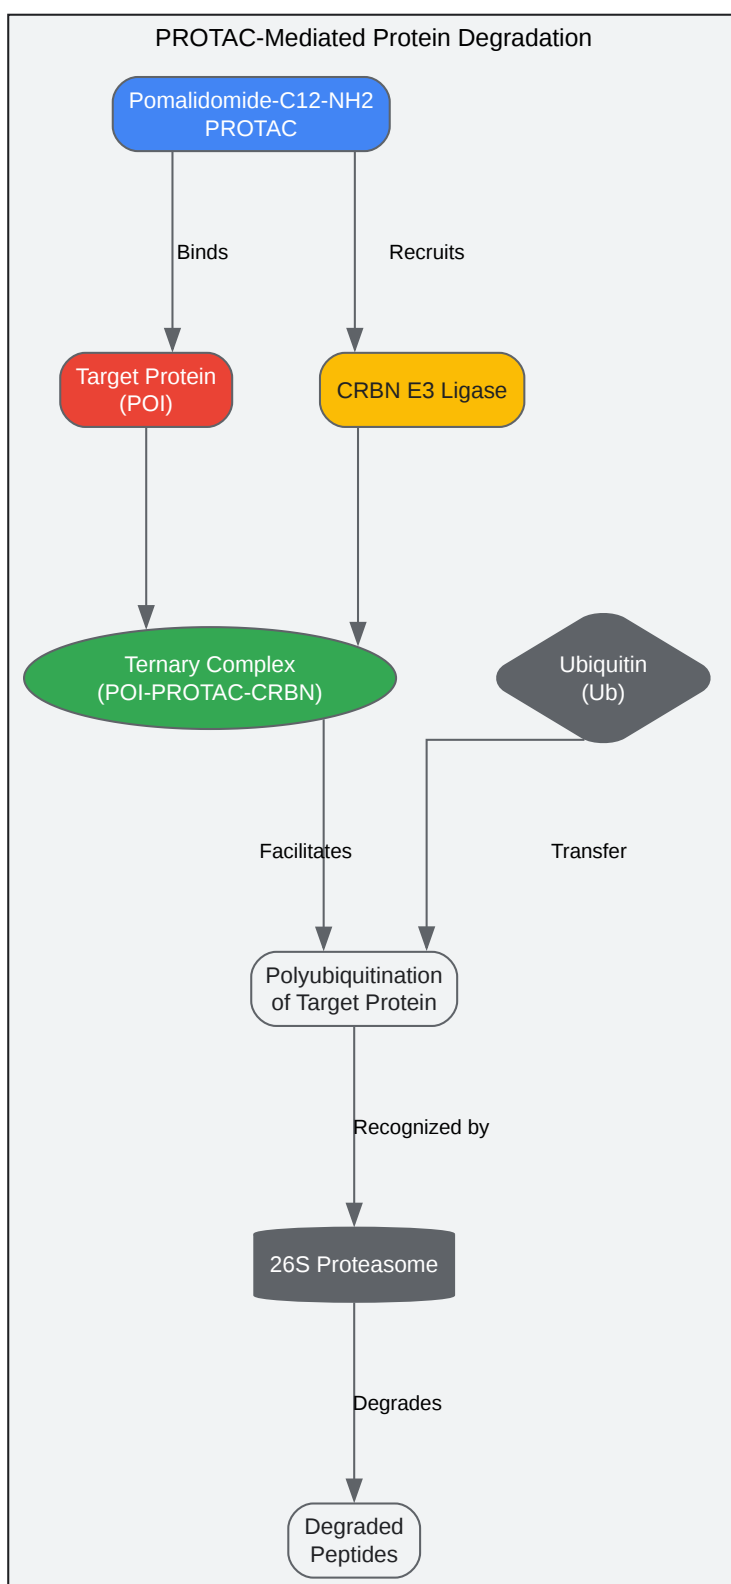 PROTAC-Mediated Protein Degradation
Pomalidomide-C12-NH2
PROTAC
Binds
Recruits
Target Protein
(POI)
CRBN E3 Ligase
Ternary Complex
(POI-PROTAC-CRBN)
Ubiquitin
(Ub)
Facilitates
Transfer
Polyubiquitination
of Target Protein
Recognized by
26S Proteasome
Degrades
Degraded
Peptides